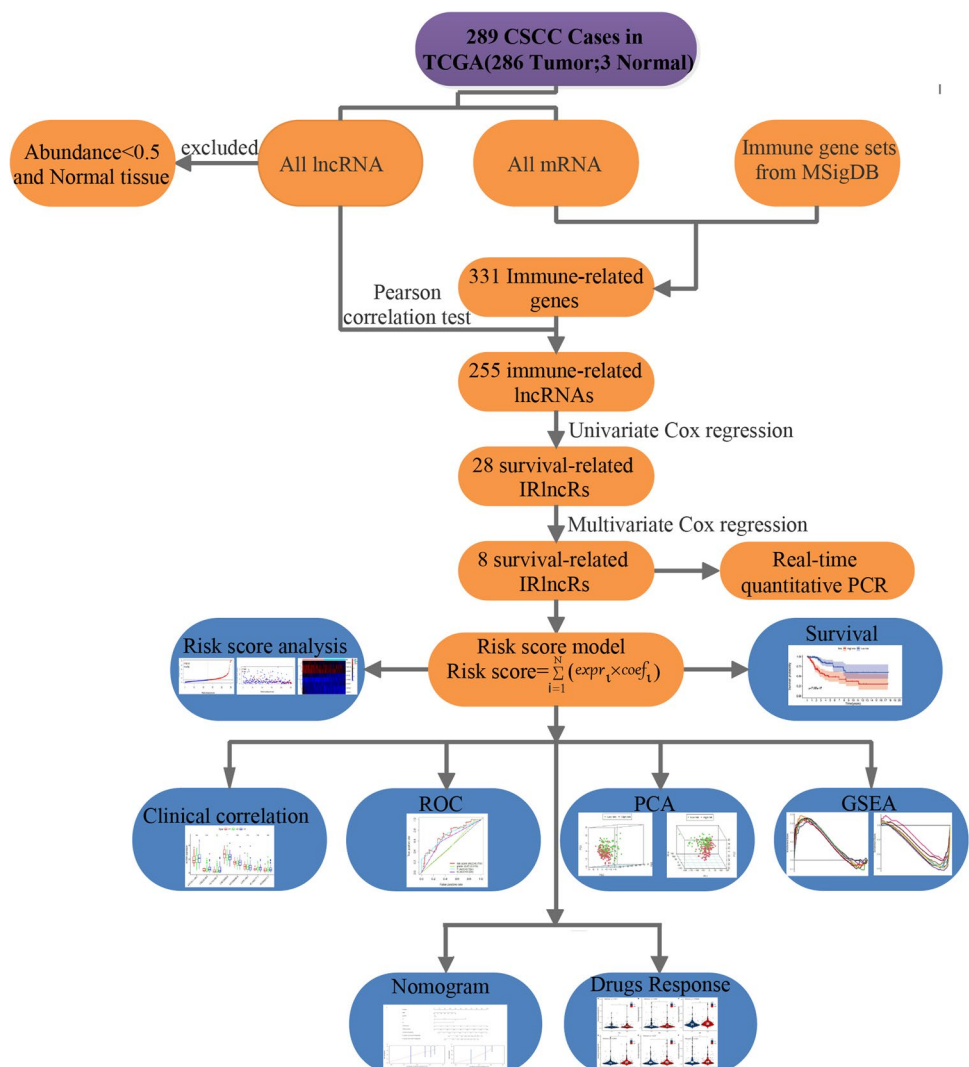 289 CSCC Cases in
TCGA(286 Tumor;3 Normal)
Abundance<0.5
and Normal tissue
excluded
All lncRNA
All mRNA
Immune gene sets
from MSigDB
331 Immune-related
genes
Pearson
correlation test
255 immune-related
lncRNAs
Univariate Cox regression
28 survival-related
IRlncRs
Multivariate Cox regression
8 survival-related
IRlncRs
Real-time
quantitative PCR
Risk score analysis
Risk score model
Risk score=∑_{i=1}^{N}(expr_i×coef_i)
Survival
Clinical correlation
ROC
PCA
GSEA
Nomogram
Drugs Response